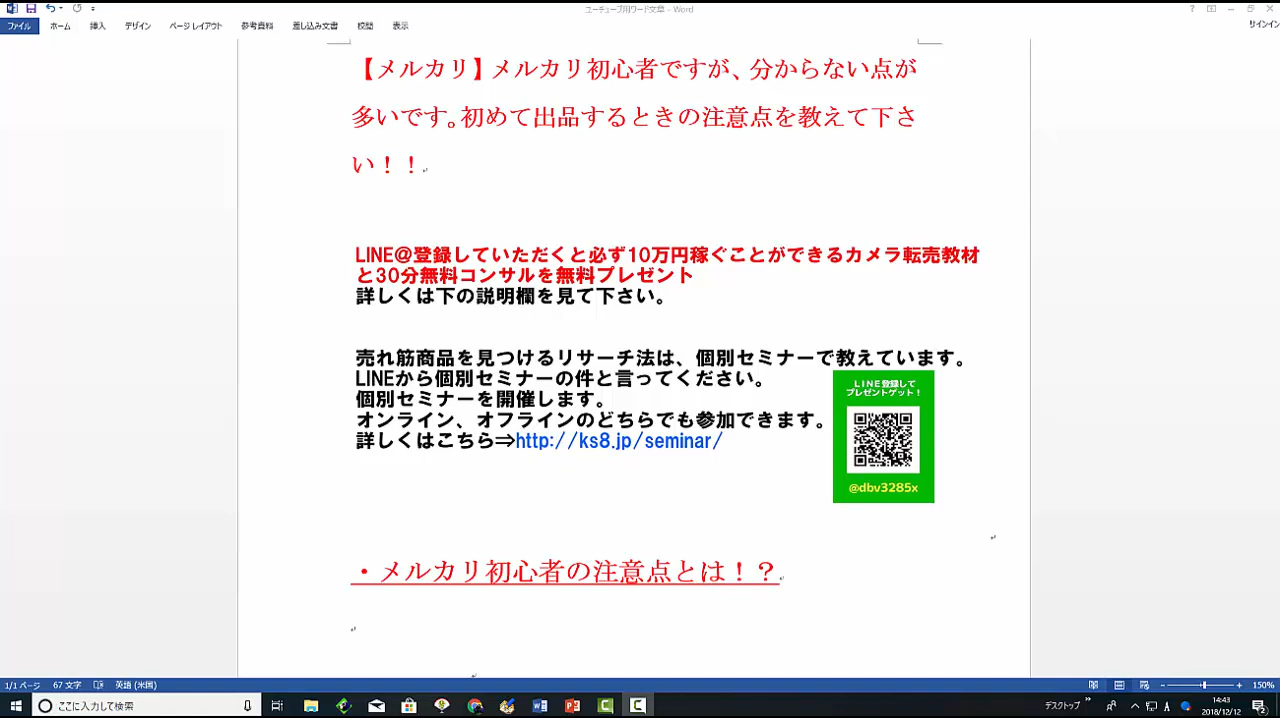 ユーチューブ用ワード文章 - Word
ファイル ホーム 挿入 デザイン ページ レイアウト 参考資料 差し込み文書 校閲 表示
サインイン
【メルカリ】メルカリ初心者ですが、分からない点が
多いです。初めて出品するときの注意点を教えて下さ
い！！
LINE@登録していただくと必ず10万円稼ぐことができるカメラ転売教材
と30分無料コンサルを無料プレゼント
詳しくは下の説明欄を見て下さい。
売れ筋商品を見つけるリサーチ法は、個別セミナーで教えています。
LINEから個別セミナーの件と言ってください。
個別セミナーを開催します。
オンライン、オフラインのどちらでも参加できます。
詳しくはこちら⇒http://ks8.jp/seminar/
LINE登録して
プレゼントゲット！
@dbv3285x
・メルカリ初心者の注意点とは！？
1/1 ページ 67 文字 英語 (米国)
150%
ここに入力して検索
デスクトップ
14:43
2018/12/12